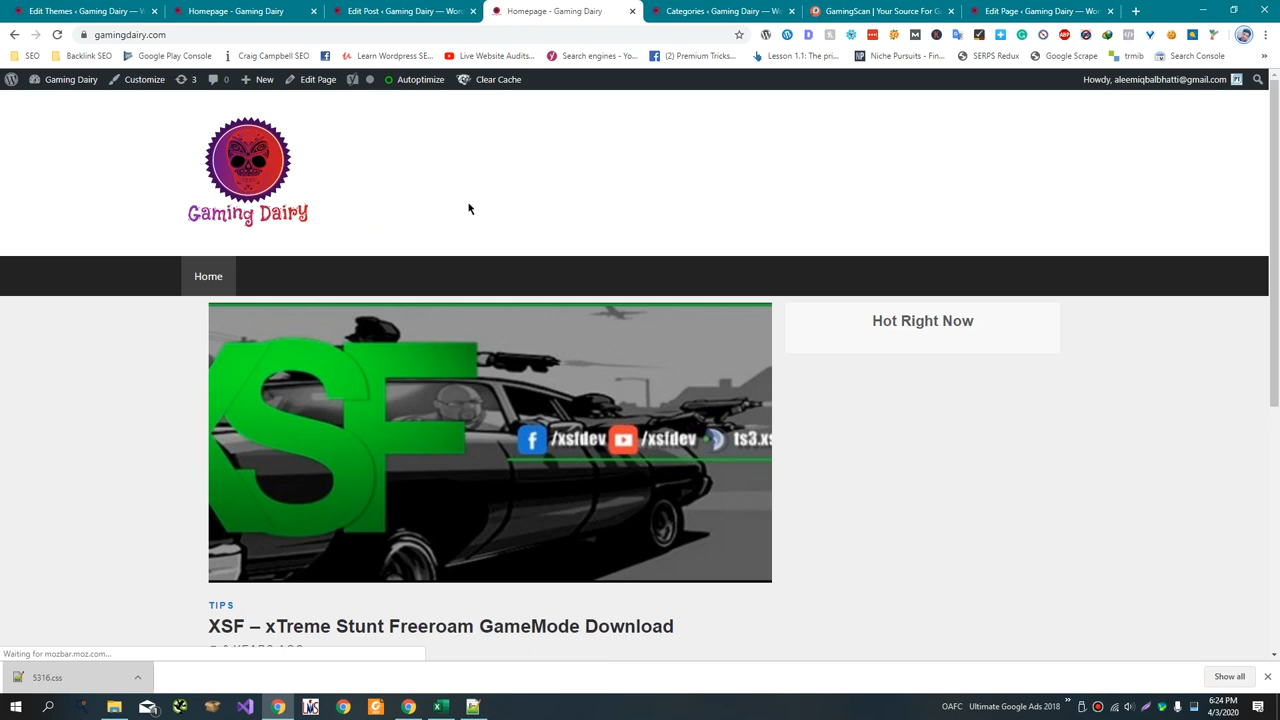 Edit Themes ‹ Gaming Dairy — W
Homepage - Gaming Dairy
Edit Post ‹ Gaming Dairy — Wor
Homepage - Gaming Dairy
Categories ‹ Gaming Dairy — Wo
GamingScan | Your Source For G
Edit Page ‹ Gaming Dairy — Wor
gamingdairy.com
SEO
Backlink SEO
Google Play Console
Craig Campbell SEO
Learn Wordpress SE...
Live Website Audits...
Search engines - Yo...
(2) Premium Tricks...
Lesson 1.1: The pri...
Niche Pursuits - Fin...
SERPS Redux
Google Scrape
trmib
Search Console
Gaming Dairy
Customize
3
0
New
Edit Page
Autoptimize
Clear Cache
Howdy, aleemiqbalbhatti@gmail.com
Gaming Dairy
Home
Hot Right Now
SF
/xsfdev
/xsfdev
ts3.xs
TIPS
XSF – xTreme Stunt Freeroam GameMode Download
Waiting for mozbar.moz.com...
5316.css
Show all
OAFC
Ultimate Google Ads 2018
6:24 PM
4/3/2020